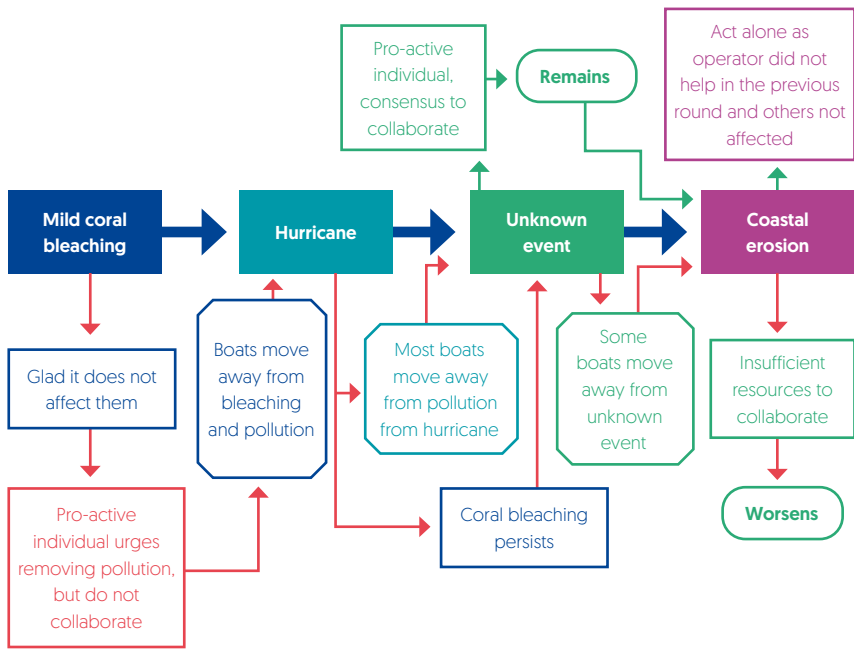 Pro-active
individual,
consensus to
collaborate
Remains
Act alone as
operator did not
help in the previous
round and others not
affected
Mild coral
bleaching
Hurricane
Unknown
event
Coastal
erosion
Glad it does not
affect them
Boats move
away from
bleaching
and pollution
Most boats
move away
from pollution
from hurricane
Some
boats move
away from
unknown
event
Insufficient
resources to
collaborate
Pro-active
individual urges
removing pollution,
but do not
collaborate
Coral bleaching
persists
Worsens